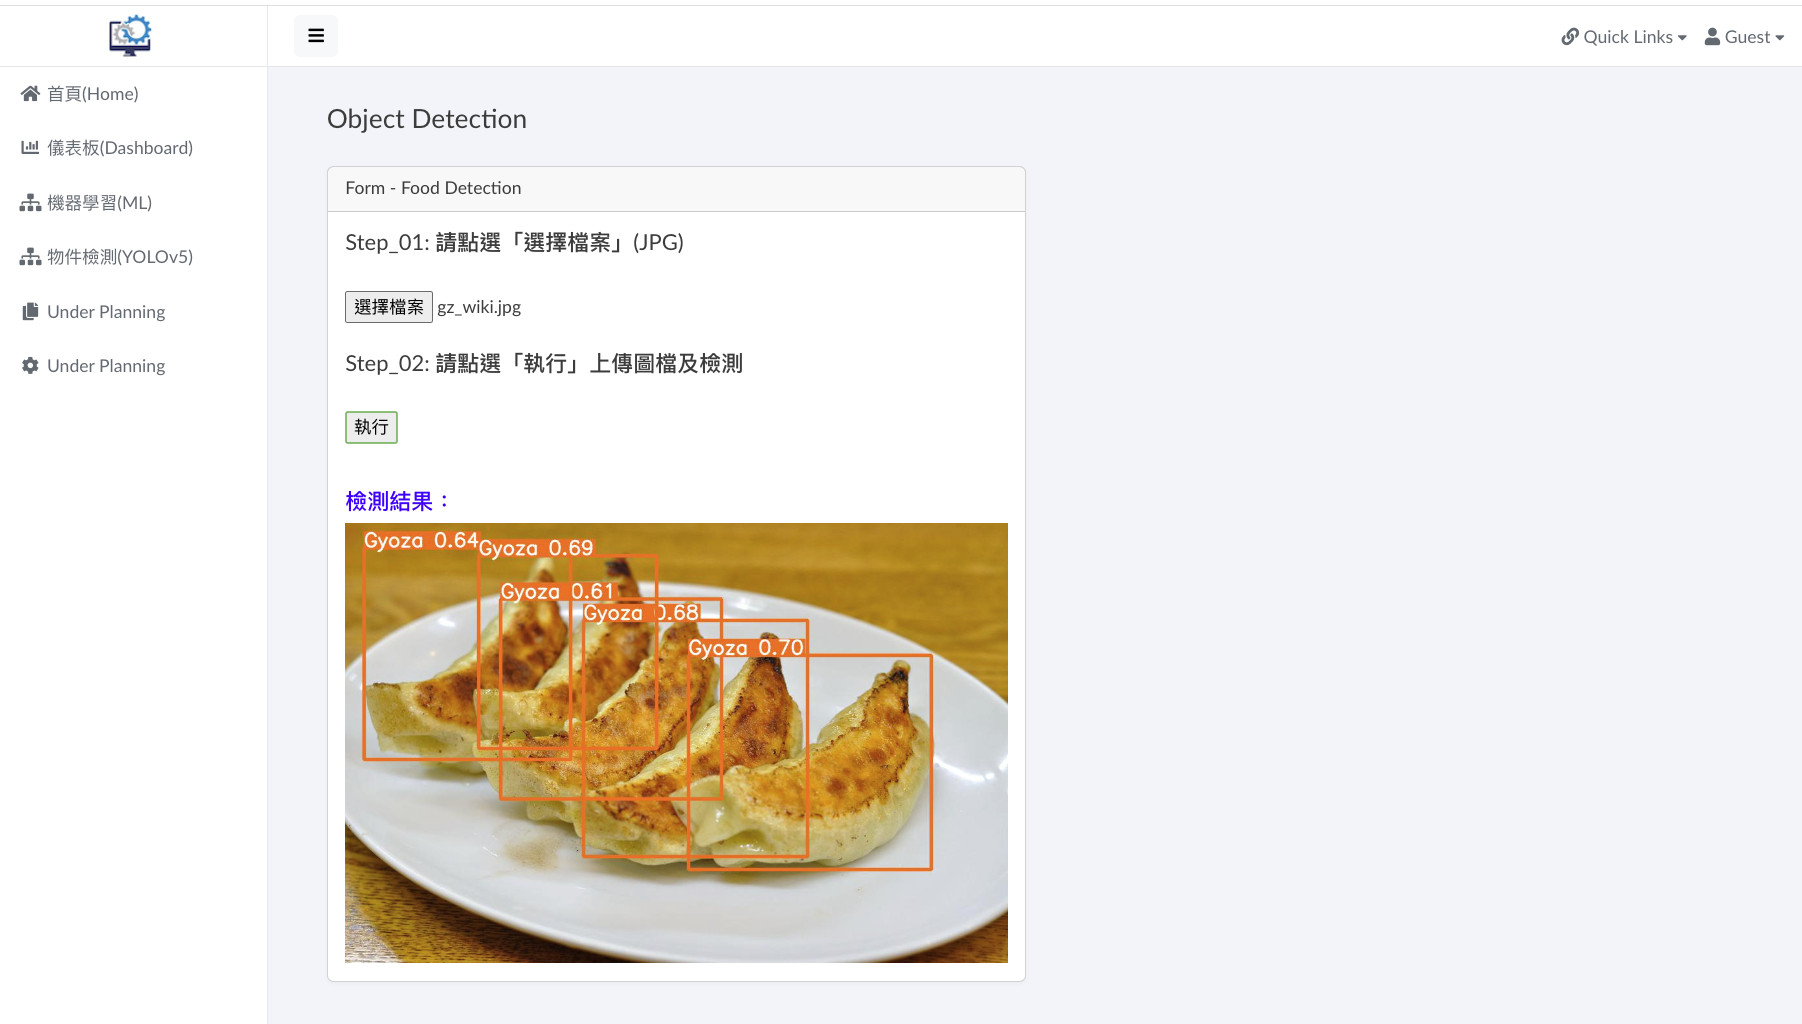 Quick Links
Guest
首頁(Home)
儀表板(Dashboard)
機器學習(ML)
物件檢測(YOLOv5)
Under Planning
Under Planning
Object Detection
Form - Food Detection
Step_01: 請點選「選擇檔案」(JPG)
選擇檔案 gz_wiki.jpg
Step_02: 請點選「執行」上傳圖檔及檢測
執行
檢測結果：
Gyoza 0.64
Gyoza 0.69
Gyoza 0.61
Gyoza 0.68
Gyoza 0.70